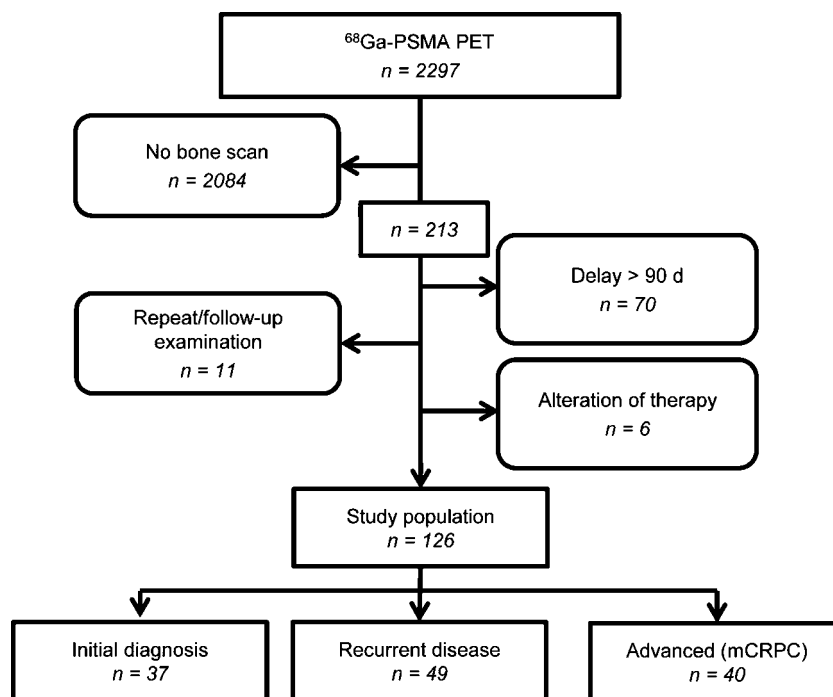 ⁶⁸Ga-PSMA PET
n = 2297
No bone scan
n = 2084
n = 213
Delay > 90 d
n = 70
Repeat/follow-up
examination
n = 11
Alteration of therapy
n = 6
Study population
n = 126
Initial diagnosis
n = 37
Recurrent disease
n = 49
Advanced (mCRPC)
n = 40